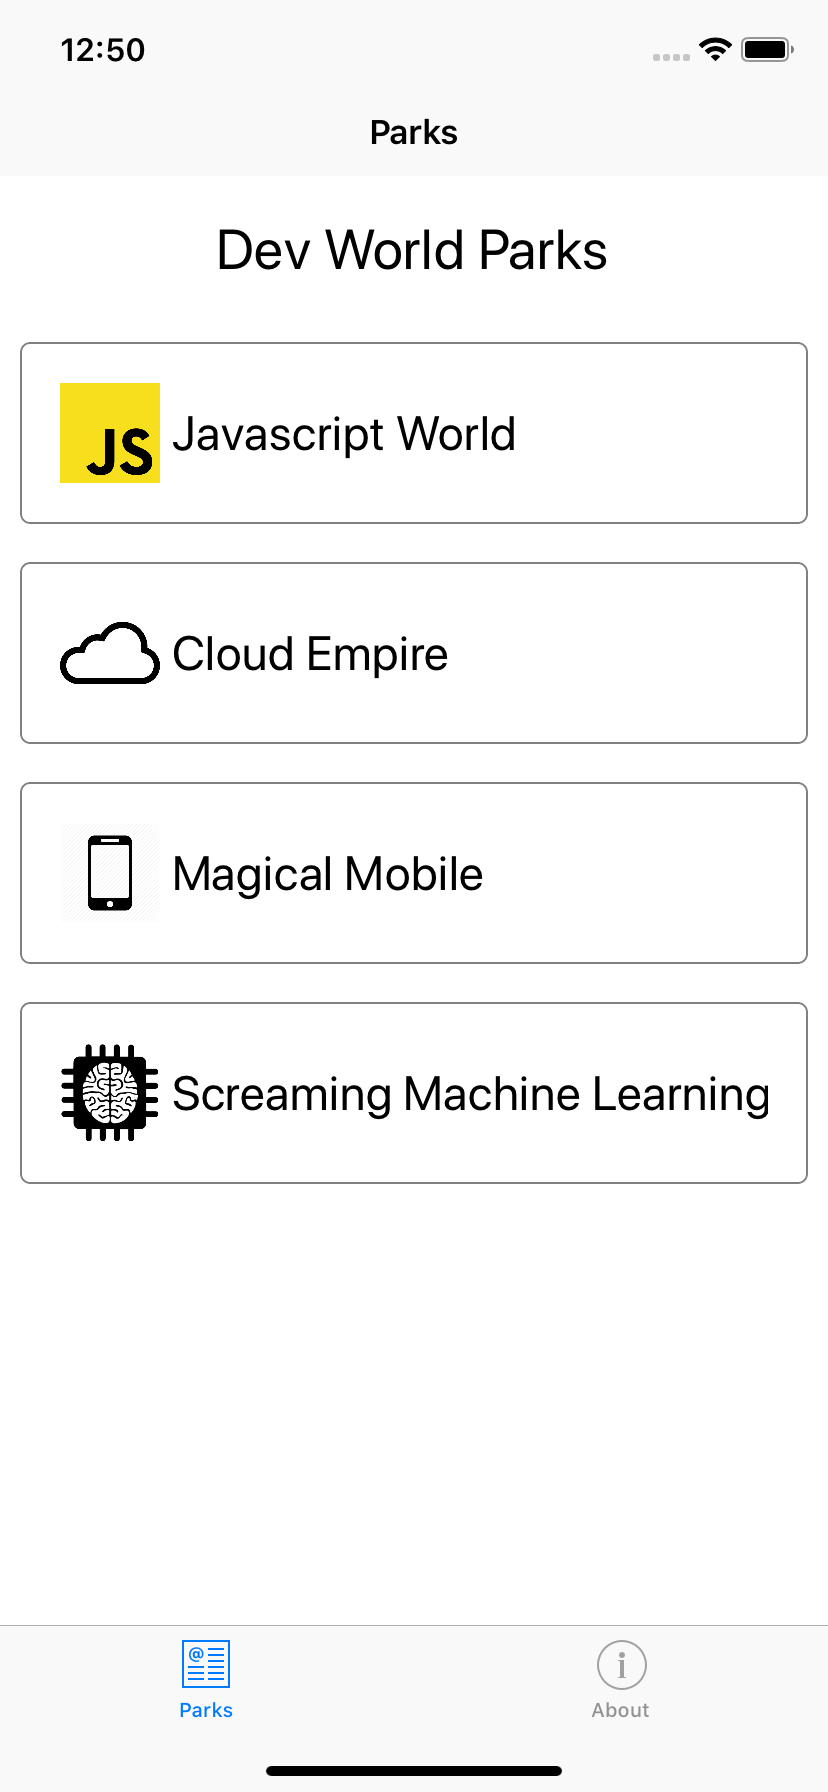 12:50
Parks
Dev World Parks
JS Javascript World
Cloud Empire
Magical Mobile
Screaming Machine Learning
@
i
Parks
About